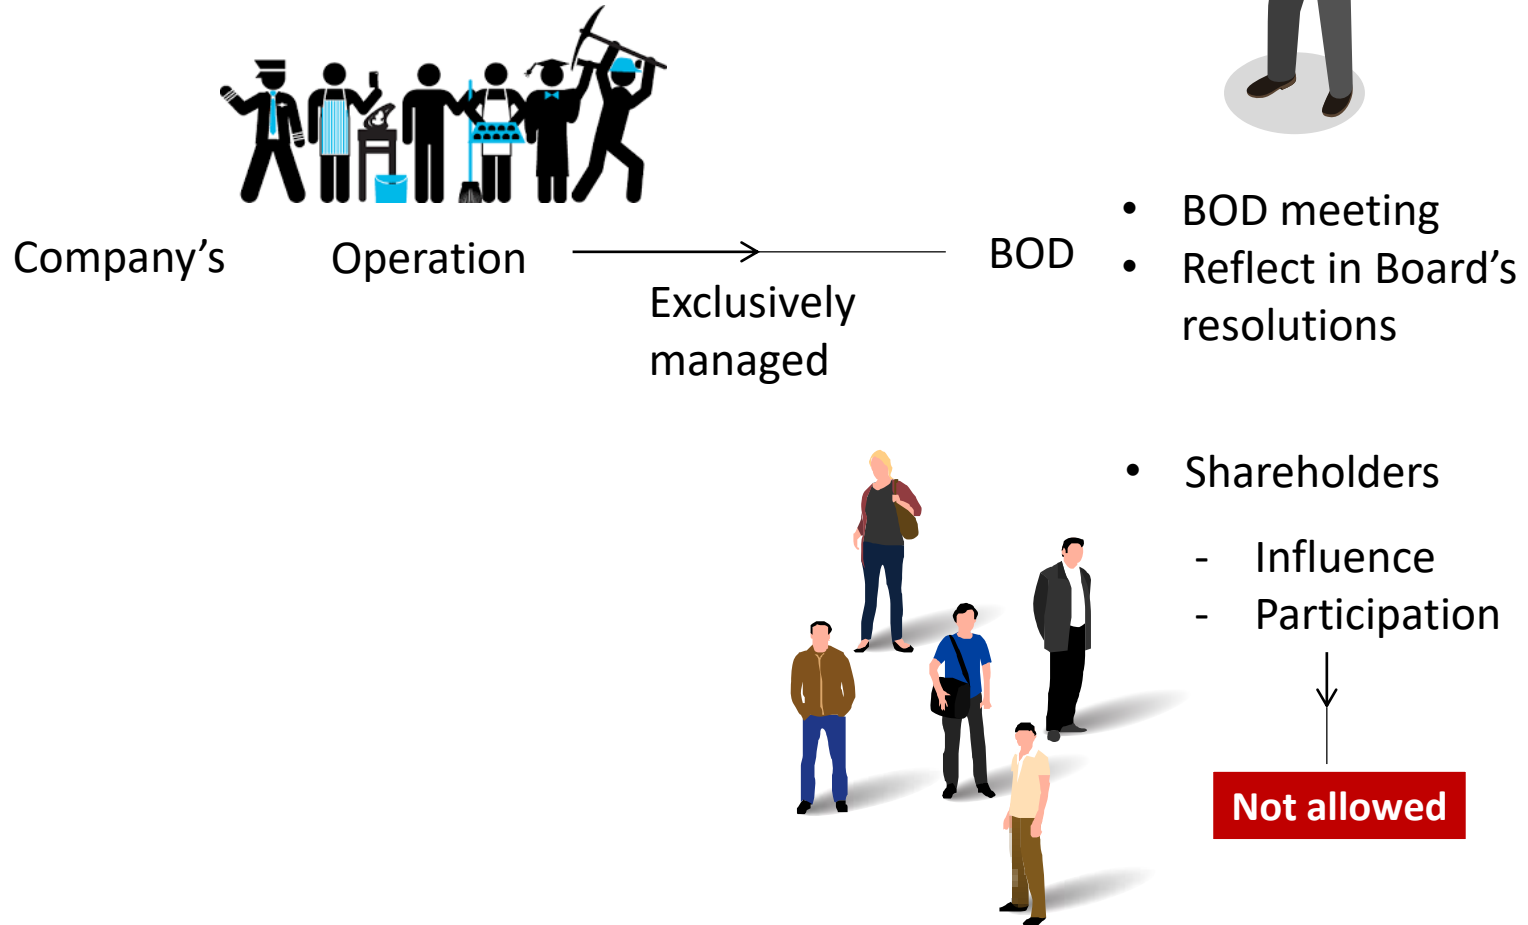 Company’s Operation BOD
Exclusively
managed
• BOD meeting
• Reflect in Board’s
resolutions
• Shareholders
- Influence
- Participation
Not allowed